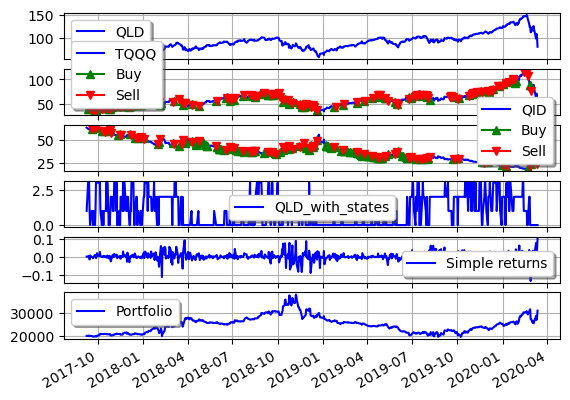 150
100
QLD
TQQQ
Buy
Sell
100
50
QID
Buy
Sell
50
25
2.5
0.0
QLD_with_states
0.1
0.0
−0.1
Simple returns
30000
20000
Portfolio
2017-10 2018-01 2018-04 2018-07 2018-10 2019-01 2019-04 2019-07 2019-10 2020-01 2020-04